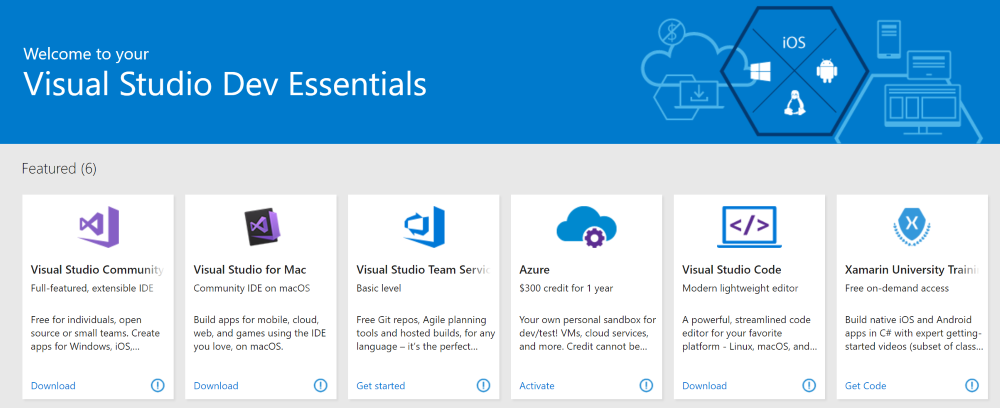 Welcome to your
Visual Studio Dev Essentials
iOS
Featured (6)
Visual Studio Community
Full-featured, extensible IDE
Free for individuals, open
source or small teams. Create
apps for Windows, iOS,...
Download
Visual Studio for Mac
Community IDE on macOS
Build apps for mobile, cloud,
web, and games using the IDE
you love, on macOS.
Download
Visual Studio Team Servic
Basic level
Free Git repos, Agile planning
tools and hosted builds, for any
language – it's the perfect...
Get started
Azure
$300 credit for 1 year
Your own personal sandbox for
dev/test! VMs, cloud services,
and more. Credit cannot be...
Activate
Visual Studio Code
Modern lightweight editor
A powerful, streamlined code
editor for your favorite
platform - Linux, macOS, and...
Download
Xamarin University Traini
Free on-demand access
Build native iOS and Android
apps in C# with expert getting-
started videos (subset of class...
Get Code